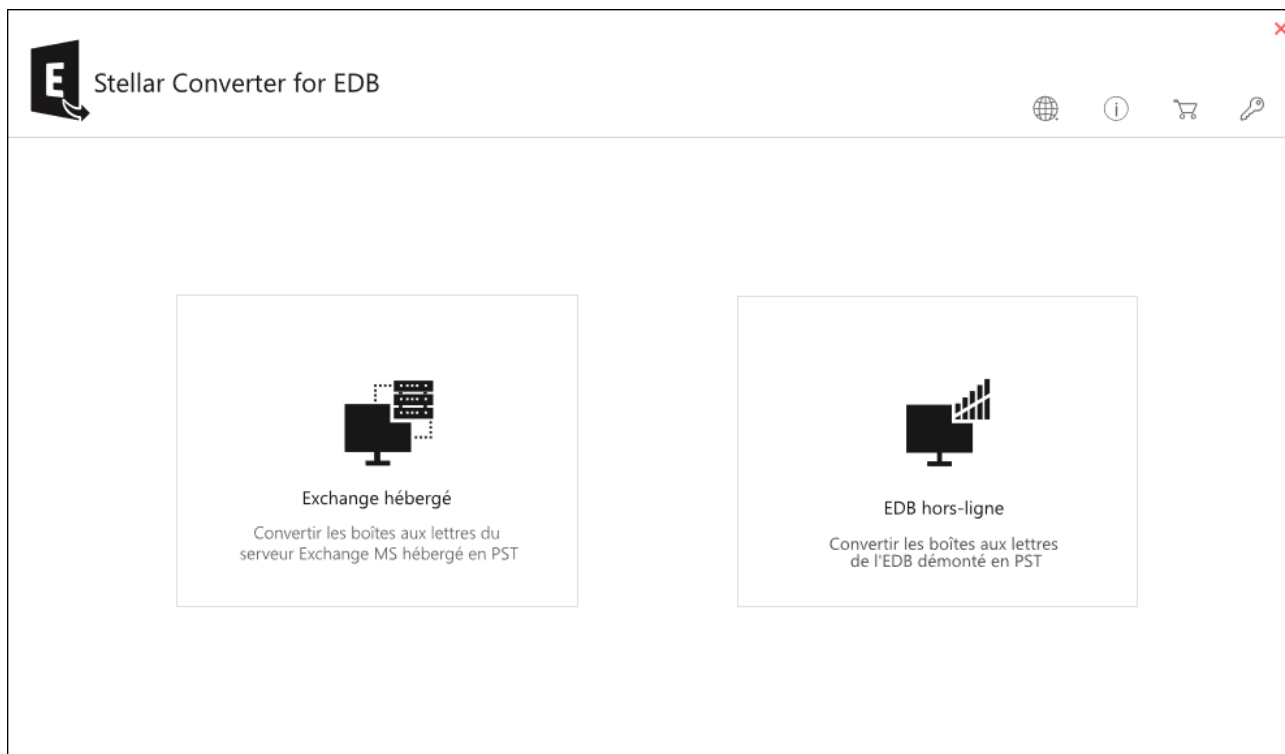 E
Stellar Converter for EDB
Exchange hébergé
Convertir les boîtes aux lettres du
serveur Exchange MS hébergé en PST
EDB hors-ligne
Convertir les boîtes aux lettres
de l'EDB démonté en PST